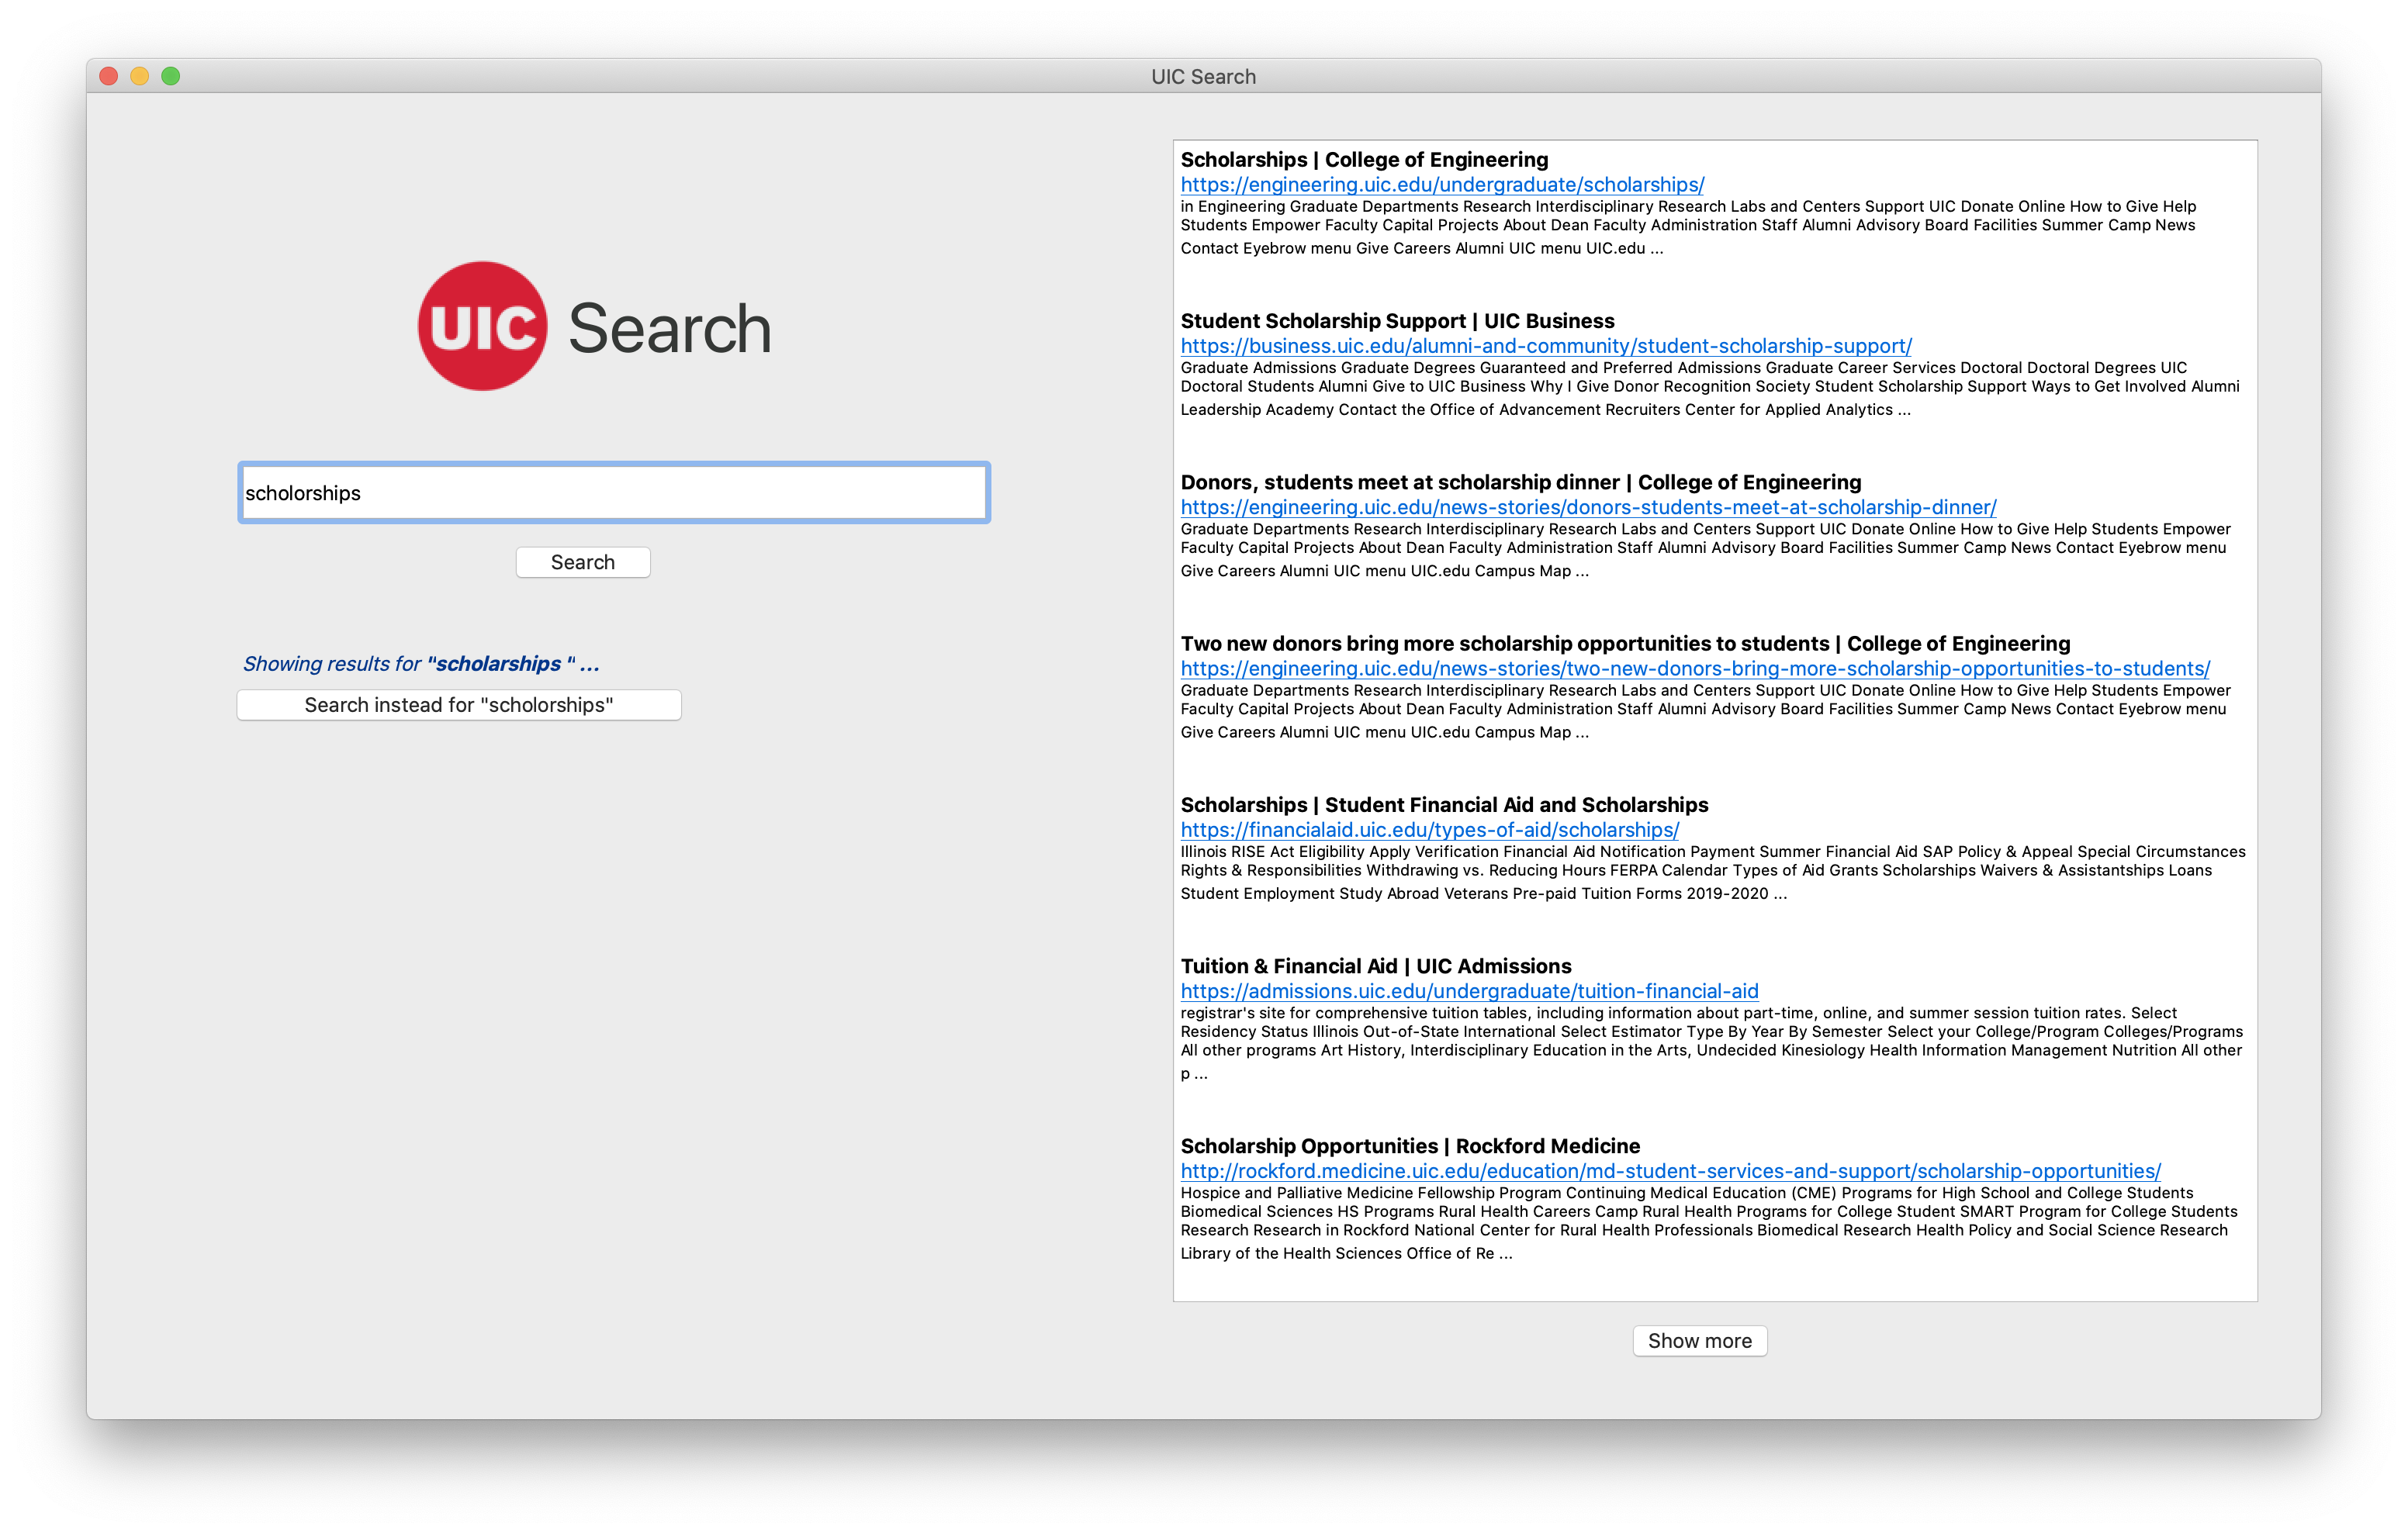 UIC Search
UIC Search
scholorships
Search
Showing results for "scholarships " ...
Search instead for "scholorships"
Scholarships | College of Engineering
https://engineering.uic.edu/undergraduate/scholarships/
in Engineering Graduate Departments Research Interdisciplinary Research Labs and Centers Support UIC Donate Online How to Give Help
Students Empower Faculty Capital Projects About Dean Faculty Administration Staff Alumni Advisory Board Facilities Summer Camp News
Contact Eyebrow menu Give Careers Alumni UIC menu UIC.edu ...
Student Scholarship Support | UIC Business
https://business.uic.edu/alumni-and-community/student-scholarship-support/
Graduate Admissions Graduate Degrees Guaranteed and Preferred Admissions Graduate Career Services Doctoral Doctoral Degrees UIC
Doctoral Students Alumni Give to UIC Business Why I Give Donor Recognition Society Student Scholarship Support Ways to Get Involved Alumni
Leadership Academy Contact the Office of Advancement Recruiters Center for Applied Analytics ...
Donors, students meet at scholarship dinner | College of Engineering
https://engineering.uic.edu/news-stories/donors-students-meet-at-scholarship-dinner/
Graduate Departments Research Interdisciplinary Research Labs and Centers Support UIC Donate Online How to Give Help Students Empower
Faculty Capital Projects About Dean Faculty Administration Staff Alumni Advisory Board Facilities Summer Camp News Contact Eyebrow menu
Give Careers Alumni UIC menu UIC.edu Campus Map ...
Two new donors bring more scholarship opportunities to students | College of Engineering
https://engineering.uic.edu/news-stories/two-new-donors-bring-more-scholarship-opportunities-to-students/
Graduate Departments Research Interdisciplinary Research Labs and Centers Support UIC Donate Online How to Give Help Students Empower
Faculty Capital Projects About Dean Faculty Administration Staff Alumni Advisory Board Facilities Summer Camp News Contact Eyebrow menu
Give Careers Alumni UIC menu UIC.edu Campus Map ...
Scholarships | Student Financial Aid and Scholarships
https://financialaid.uic.edu/types-of-aid/scholarships/
Illinois RISE Act Eligibility Apply Verification Financial Aid Notification Payment Summer Financial Aid SAP Policy & Appeal Special Circumstances
Rights & Responsibilities Withdrawing vs. Reducing Hours FERPA Calendar Types of Aid Grants Scholarships Waivers & Assistantships Loans
Student Employment Study Abroad Veterans Pre-paid Tuition Forms 2019-2020 ...
Tuition & Financial Aid | UIC Admissions
https://admissions.uic.edu/undergraduate/tuition-financial-aid
registrar's site for comprehensive tuition tables, including information about part-time, online, and summer session tuition rates. Select
Residency Status Illinois Out-of-State International Select Estimator Type By Year By Semester Select your College/Program Colleges/Programs
All other programs Art History, Interdisciplinary Education in the Arts, Undecided Kinesiology Health Information Management Nutrition All other
p ...
Scholarship Opportunities | Rockford Medicine
http://rockford.medicine.uic.edu/education/md-student-services-and-support/scholarship-opportunities/
Hospice and Palliative Medicine Fellowship Program Continuing Medical Education (CME) Programs for High School and College Students
Biomedical Sciences HS Programs Rural Health Careers Camp Rural Health Programs for College Student SMART Program for College Students
Research Research in Rockford National Center for Rural Health Professionals Biomedical Research Health Policy and Social Science Research
Library of the Health Sciences Office of Re ...
Show more